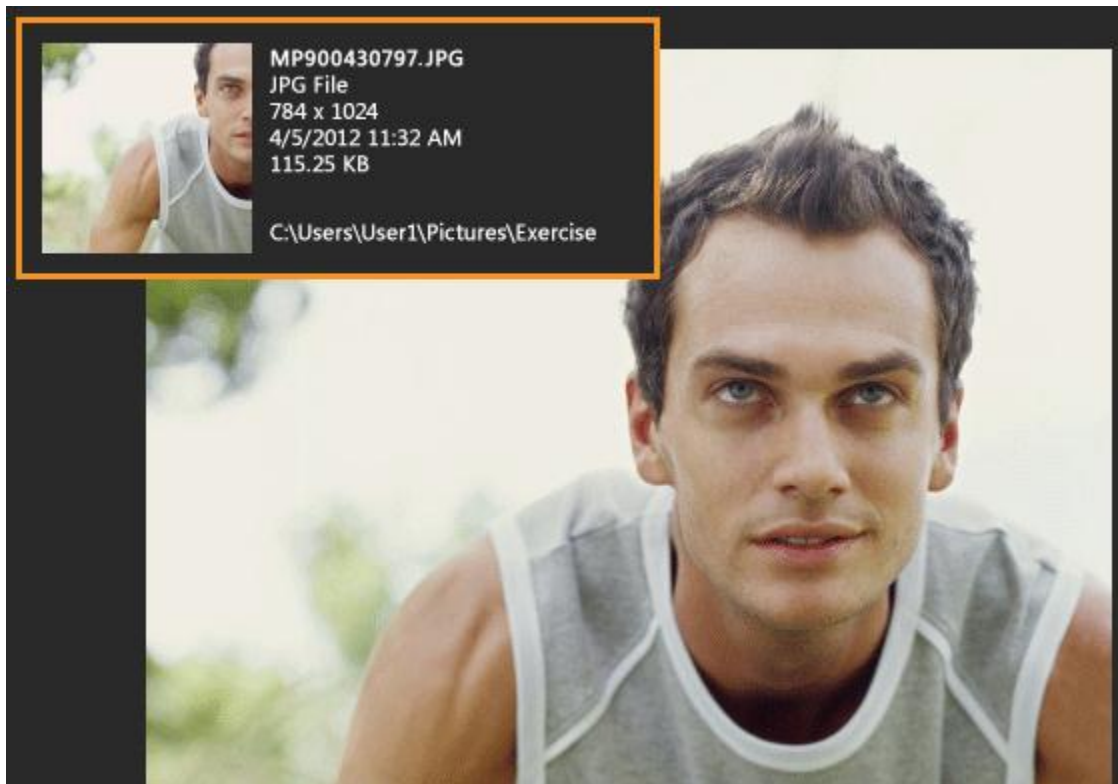 MP900430797.JPG
JPG File
784 x 1024
4/5/2012 11:32 AM
115.25 KB
C:\Users\User1\Pictures\Exercise